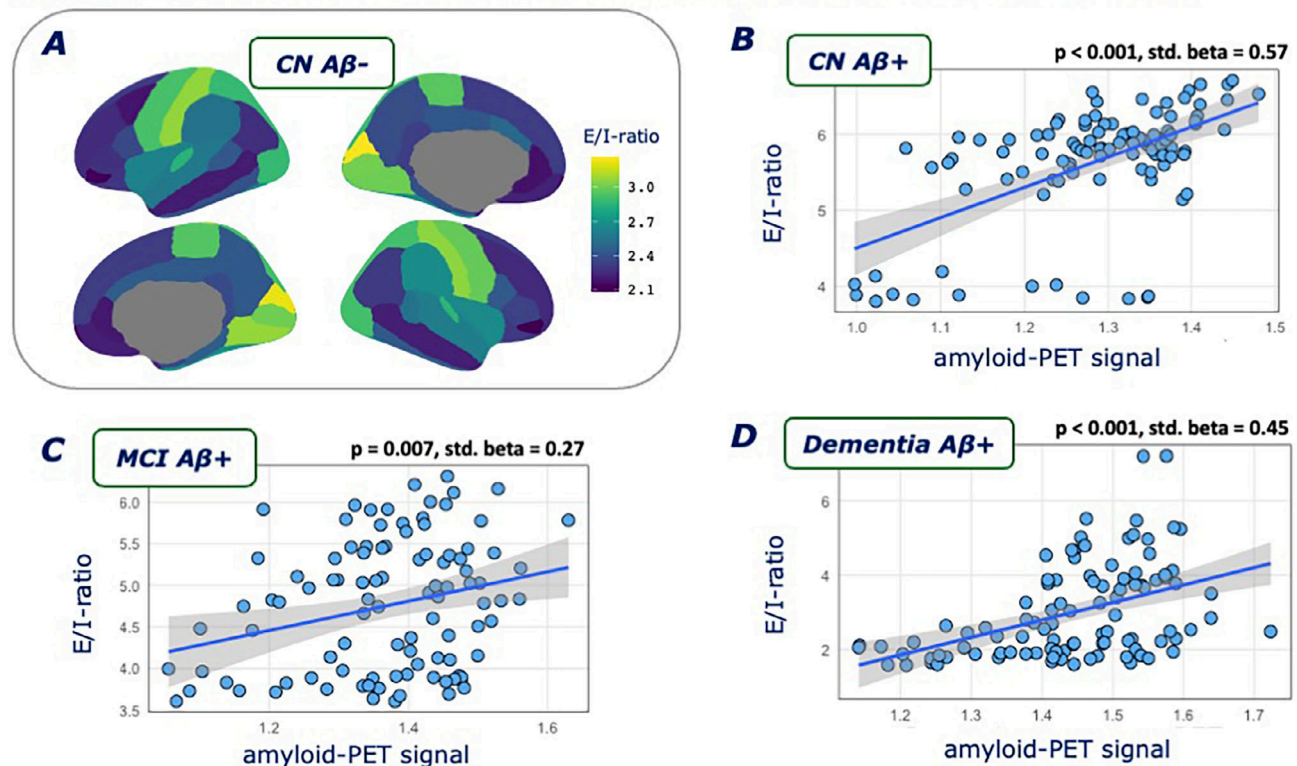 A
CN Aβ-
E/I-ratio
3.0
2.7
2.4
2.1
B
CN Aβ+
p < 0.001, std. beta = 0.57
E/I-ratio
6
5
4
1.0 1.1 1.2 1.3 1.4 1.5
amyloid-PET signal
C
MCI Aβ+
p = 0.007, std. beta = 0.27
E/I-ratio
6.0
5.5
5.0
4.5
4.0
3.5
1.2 1.4 1.6
amyloid-PET signal
D
Dementia Aβ+
p < 0.001, std. beta = 0.45
E/I-ratio
6
4
2
1.2 1.3 1.4 1.5 1.6 1.7
amyloid-PET signal